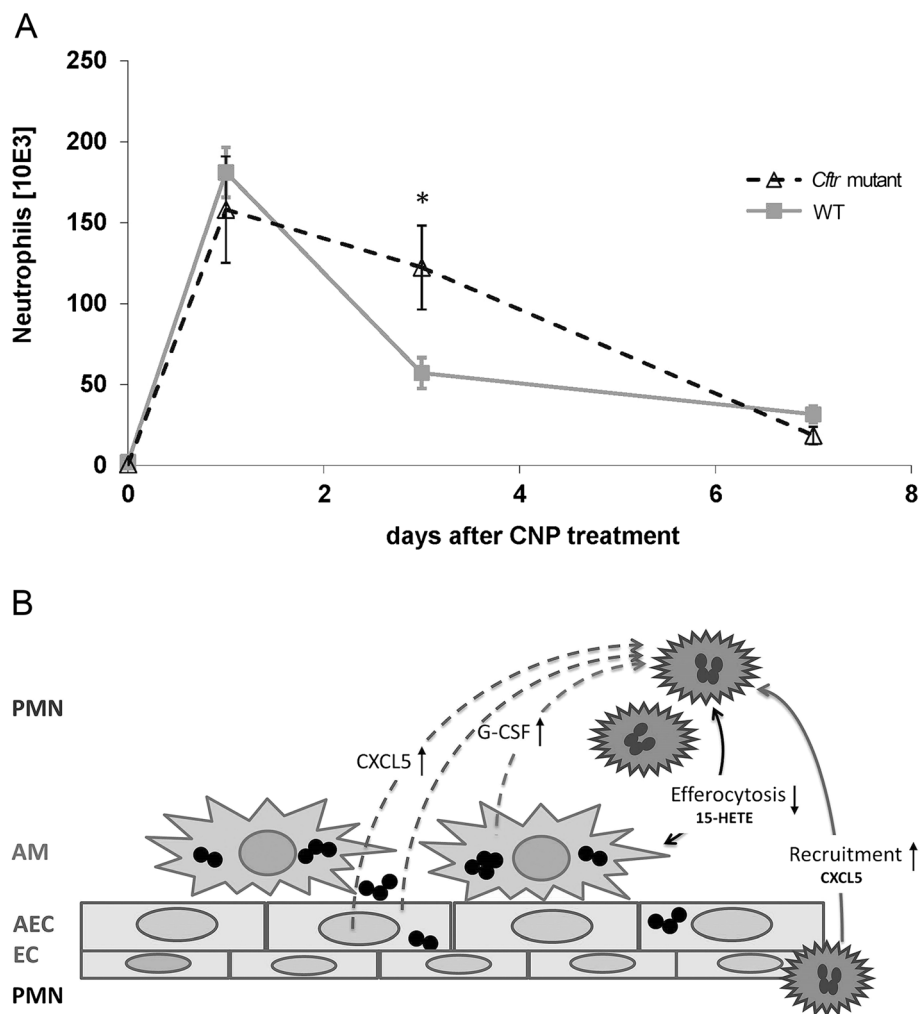 A
250
200
150
100
50
0
Neutrophils [10E3]
*
Cftr mutant
WT
0 2 4 6 8
days after CNP treatment
B
PMN
G-CSF ↑
CXCL5 ↑
Efferocytosis ↓
15-HETE
AM
Recruitment ↑
CXCL5
AEC
EC
PMN